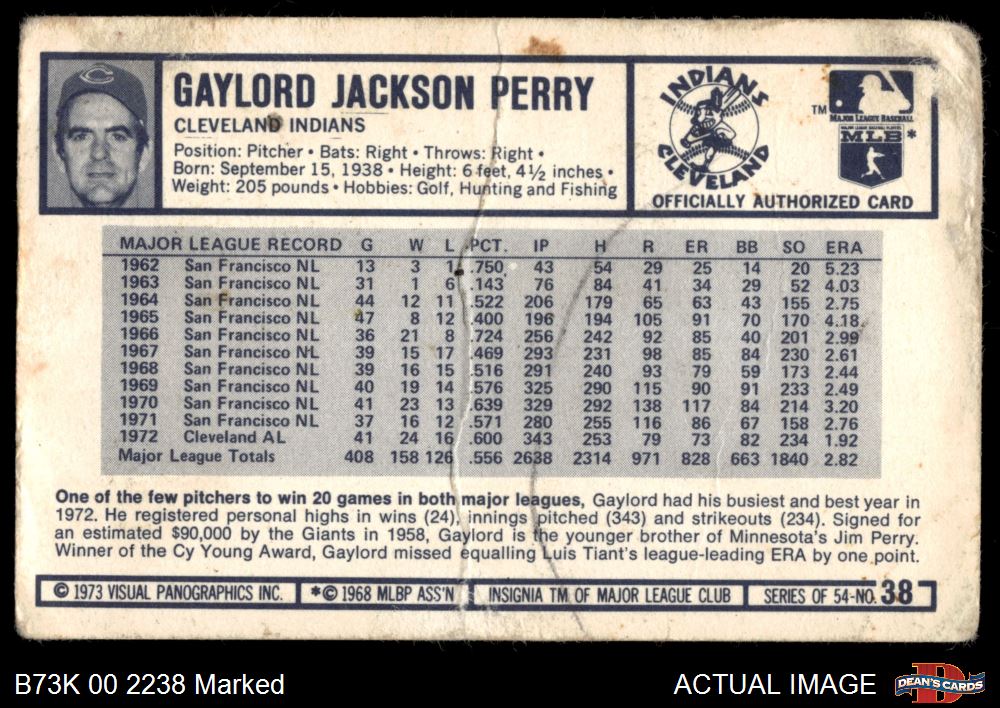 GAYLORD JACKSON PERRY
CLEVELAND INDIANS
Position: Pitcher • Bats: Right • Throws: Right •
Born: September 15, 1938 • Height: 6 feet, 4½ inches •
Weight: 205 pounds • Hobbies: Golf, Hunting and Fishing
C
INDIANS
CLEVELAND
TM
MAJOR LEAGUE BASEBALL
MAJOR LEAGUE BASEBALL PLAYERS
MLB*
OFFICIALLY AUTHORIZED CARD
MAJOR LEAGUE RECORD G W L PCT. IP H R ER BB SO ERA
1962 San Francisco NL 13 3 1 .750 43 54 29 25 14 20 5.23
1963 San Francisco NL 31 1 6 .143 76 84 41 34 29 52 4.03
1964 San Francisco NL 44 12 11 .522 206 179 65 63 43 155 2.75
1965 San Francisco NL 47 8 12 .400 196 194 105 91 70 170 4.18
1966 San Francisco NL 36 21 8 .724 256 242 92 85 40 201 2.99
1967 San Francisco NL 39 15 17 .469 293 231 98 85 84 230 2.61
1968 San Francisco NL 39 16 15 .516 291 240 93 79 59 173 2.44
1969 San Francisco NL 40 19 14 .576 325 290 115 90 91 233 2.49
1970 San Francisco NL 41 23 13 .639 329 292 138 117 84 214 3.20
1971 San Francisco NL 37 16 12 .571 280 255 116 86 67 158 2.76
1972 Cleveland AL 41 24 16 .600 343 253 79 73 82 234 1.92
Major League Totals 408 158 126 .556 2638 2314 971 828 663 1840 2.82
One of the few pitchers to win 20 games in both major leagues, Gaylord had his busiest and best year in
1972. He registered personal highs in wins (24), innings pitched (343) and strikeouts (234). Signed for
an estimated $90,000 by the Giants in 1958, Gaylord is the younger brother of Minnesota's Jim Perry.
Winner of the Cy Young Award, Gaylord missed equalling Luis Tiant's league-leading ERA by one point.
© 1973 VISUAL PANOGRAPHICS INC. *© 1968 MLBP ASS'N INSIGNIA TM OF MAJOR LEAGUE CLUB SERIES OF 54-NO. 38
B73K 00 2238 Marked
ACTUAL IMAGE
D
DEAN'S CARDS